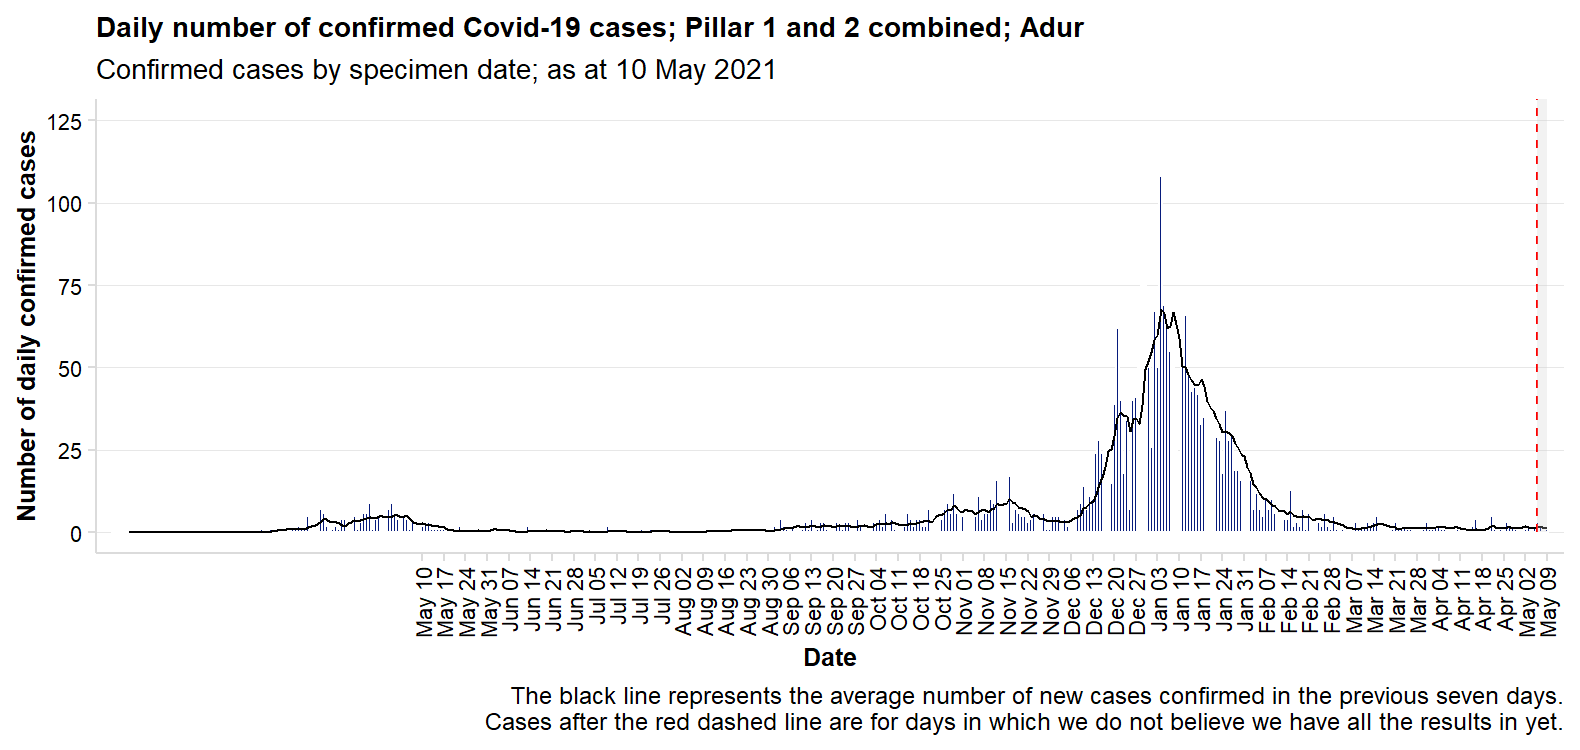 Daily number of confirmed Covid-19 cases; Pillar 1 and 2 combined; Adur
Confirmed cases by specimen date; as at 10 May 2021
Number of daily confirmed cases
125
100
75
50
25
0
May 10
May 17
May 24
May 31
Jun 07
Jun 14
Jun 21
Jun 28
Jul 05
Jul 12
Jul 19
Jul 26
Aug 02
Aug 09
Aug 16
Aug 23
Aug 30
Sep 06
Sep 13
Sep 20
Sep 27
Oct 04
Oct 11
Oct 18
Oct 25
Nov 01
Nov 08
Nov 15
Nov 22
Nov 29
Dec 06
Dec 13
Dec 20
Dec 27
Jan 03
Jan 10
Jan 17
Jan 24
Jan 31
Feb 07
Feb 14
Feb 21
Feb 28
Mar 07
Mar 14
Mar 21
Mar 28
Apr 04
Apr 11
Apr 18
Apr 25
May 02
May 09
Date
The black line represents the average number of new cases confirmed in the previous seven days.
Cases after the red dashed line are for days in which we do not believe we have all the results in yet.